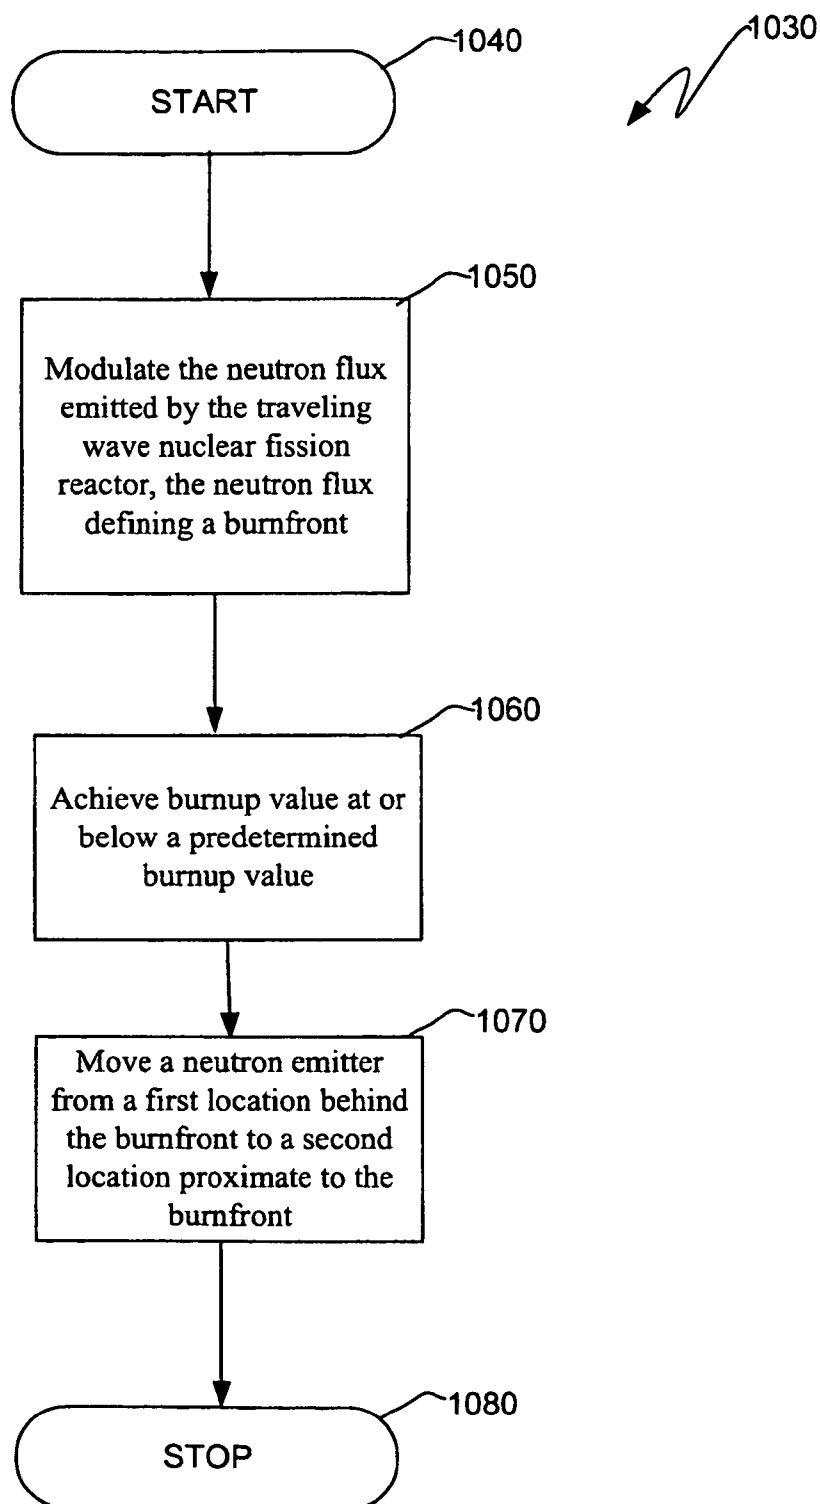 1030
1040
START
1050
Modulate the neutron flux
emitted by the traveling
wave nuclear fission
reactor, the neutron flux
defining a burnfront
1060
Achieve burnup value at or
below a predetermined
burnup value
1070
Move a neutron emitter
from a first location behind
the burnfront to a second
location proximate to the
burnfront
1080
STOP